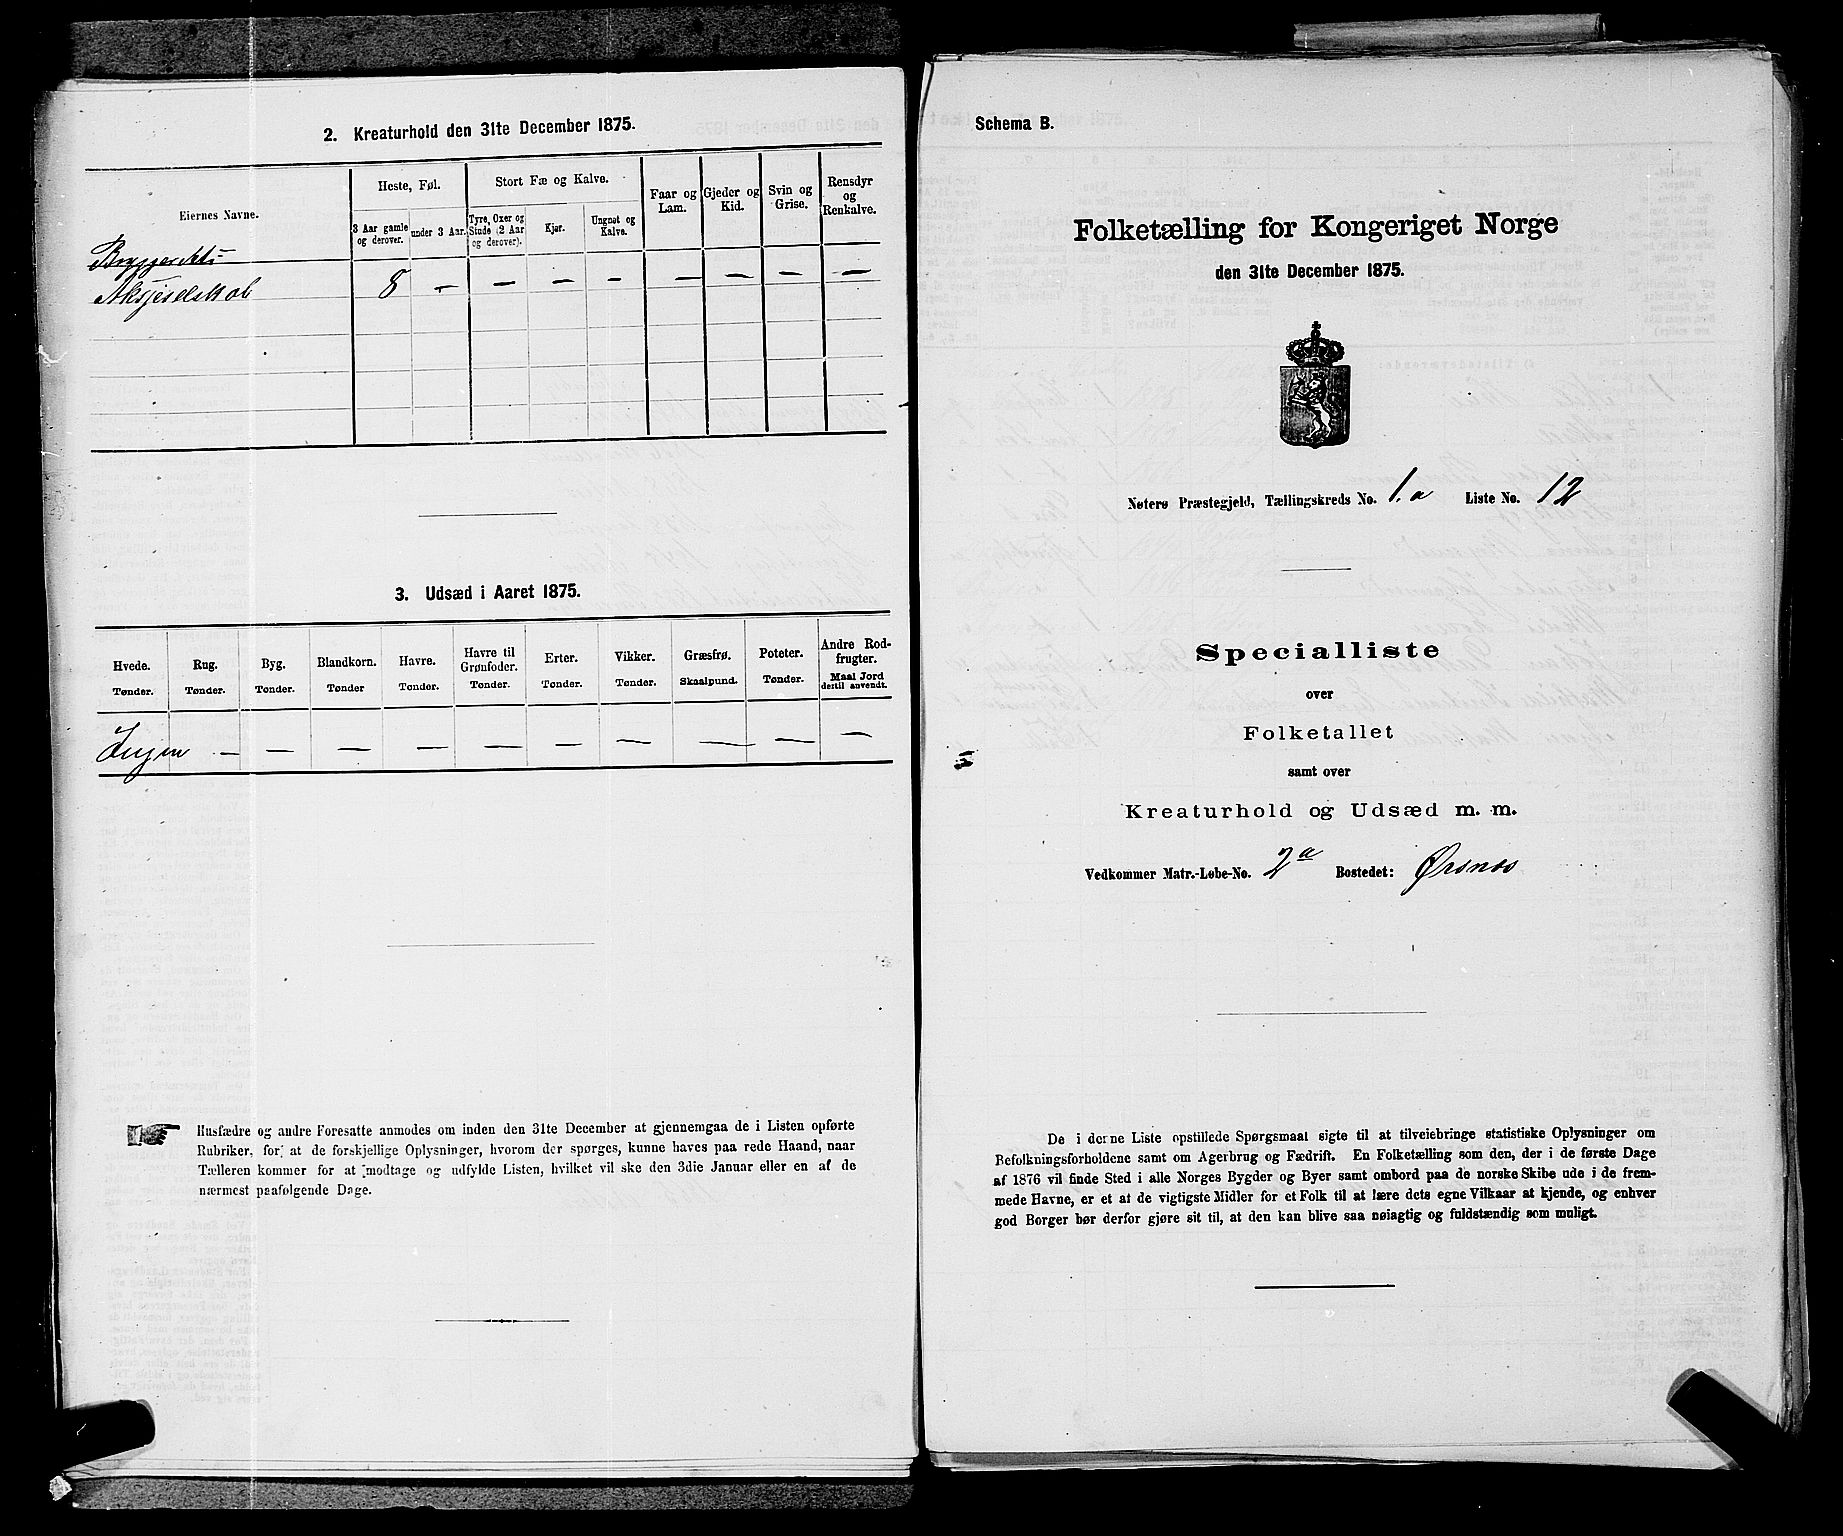 2. Kreaturhold den 31te December 1875.
Eiernes Navne.
Heste, Føl.
Stort Fæ og Kalve.
Faar og Lam.
Gjeder og Kid.
Svin og Grise.
Rensdyr og Renkalve.
3 Aar gamle og derover.
under 3 Aar.
Tyre, Oxer og Stude (2 Aar og derover).
Kjør.
Ungnøt og Kalve.
Aktjeselskab 8 — — — — — — — —
3. Udsæd i Aaret 1875.
Hvede. Tønder.
Rug. Tønder.
Byg. Tønder.
Blandkorn. Tønder
Havre. Tønder.
Havre til Grønfoder. Tønder.
Erter. Tønder.
Vikker. Tønder.
Græsfrø. Skaalpund.
Poteter. Tønder.
Andre Rodfrugter. Maal Jord dertil anvendt.
Ingen — — — — — — — — — —
Husfædre og andre Foresatte anmodes om inden den 31te December at gjennemgaa de i Listen opførte
Rubriker, for at de forskjellige Oplysninger, hvorom der spørges, kunne haves paa rede Haand, naar
Tælleren kommer for at modtage og udfylde Listen, hvilket vil ske den 3die Januar eller en af de
nærmest paafølgende Dage.
Schema B.
Folketælling for Kongeriget Norge
den 31te December 1875.
Nøterø Præstegjeld, Tællingskreds No. 1.a Liste No. 12
Specialliste
over
Folketallet
samt over
Kreaturhold og Udsæd m. m.
Vedkommer Matr.-Løbe-No. 2a Bostedet: Ørsnes
De i denne Liste opstillede Spørgsmaal sigte til at tilveiebringe statistiske Oplysninger om
Befolkningsforholdene samt om Agerbrug og Fædrift. En Folketælling som den, der i de første Dage
af 1876 vil finde Sted i alle Norges Bygder og Byer samt ombord paa de norske Skibe ude i de frem-
mede Havne, er et af de vigtigste Midler for et Folk til at lære dets egne Vilkaar at kjende, og enhver
god Borger bør derfor gjøre sit til, at den kan blive saa nøiagtig og fuldstændig som muligt.